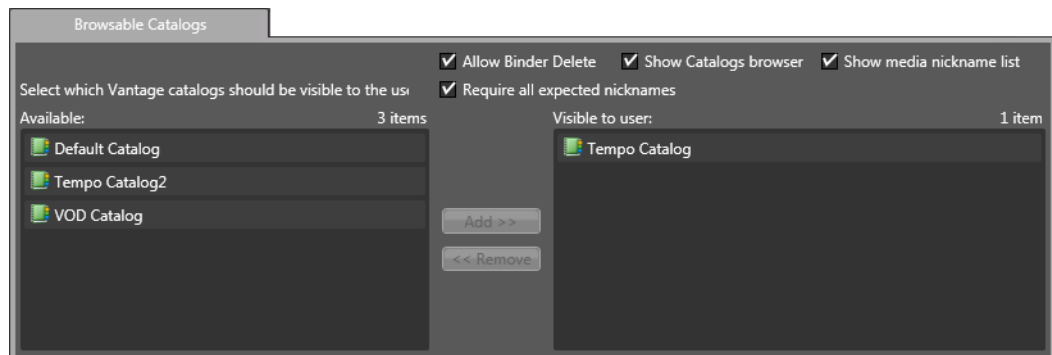 Browsable Catalogs
Allow Binder Delete Show Catalogs browser Show media nickname list
Select which Vantage catalogs should be visible to the use Require all expected nicknames
Available: 3 items Visible to user: 1 item
Default Catalog Tempo Catalog
Tempo Catalog2
VOD Catalog
Add >>
<< Remove